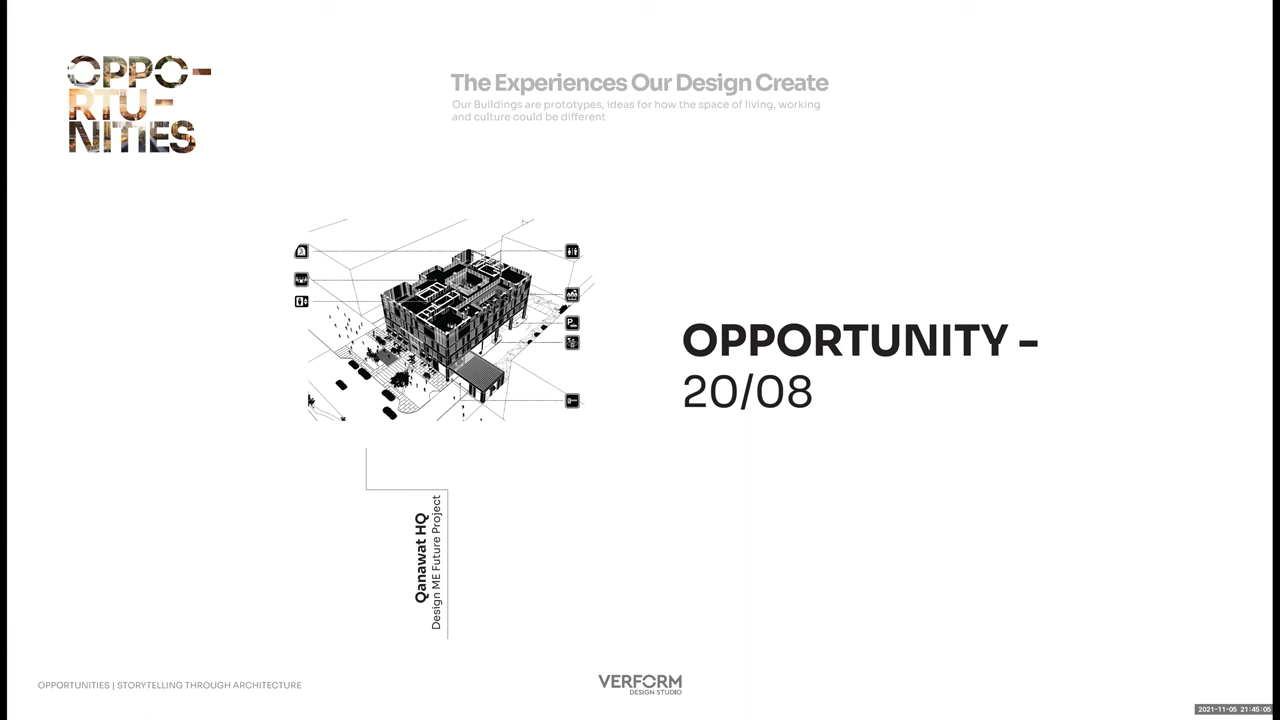 OPPO-
RTU-
NITIES
The Experiences Our Design Create
Our Buildings are prototypes, ideas for how the space of living, working
and culture could be different
OPPORTUNITY -
20/08
Qanawat HQ
Design ME Future Project
OPPORTUNITIES | STORYTELLING THROUGH ARCHITECTURE
VERFORM
DESIGN STUDIO
2021-11-05 21:45:05